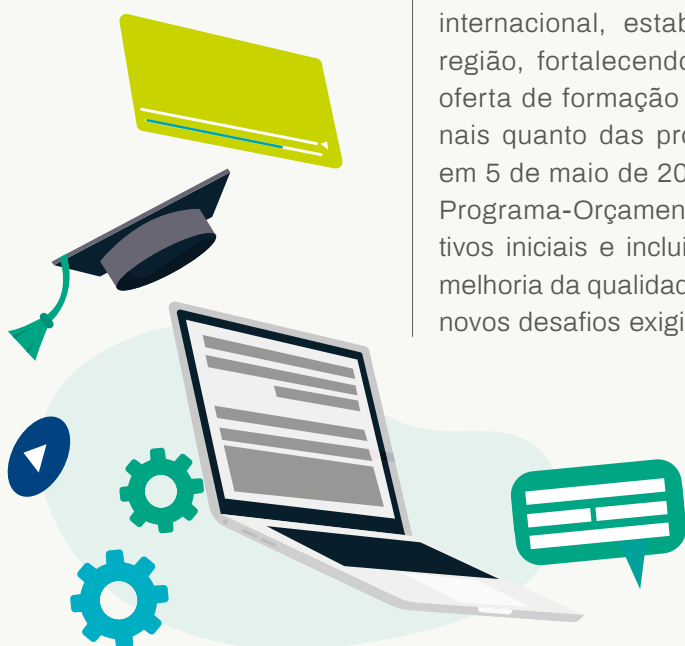 internacional, estab
região, fortalecendo
oferta de formação
nais quanto das pro
em 5 de maio de 20
Programa-Orçamen
tivos iniciais e inclui
melhoria da qualidad
novos desafios exigi